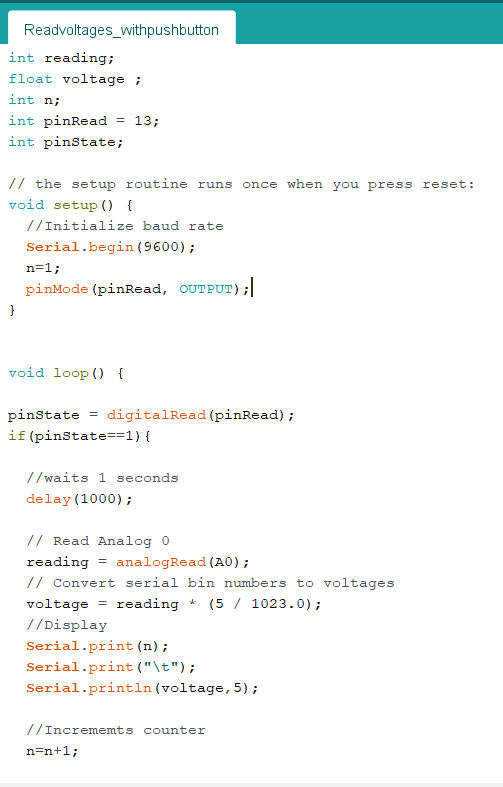 Readvoltages_withpushbutton
int reading;
float voltage ;
int n;
int pinRead = 13;
int pinState;
// the setup routine runs once when you press reset:
void setup() {
//Initialize baud rate
Serial.begin(9600);
n=1;
pinMode(pinRead, OUTPUT);
}
void loop() {
pinState = digitalRead(pinRead);
if(pinState==1){
//waits 1 seconds
delay(1000);
// Read Analog 0
reading = analogRead(A0);
// Convert serial bin numbers to voltages
voltage = reading * (5 / 1023.0);
//Display
Serial.print(n);
Serial.print("\t");
Serial.println(voltage,5);
//Incrememts counter
n=n+1;